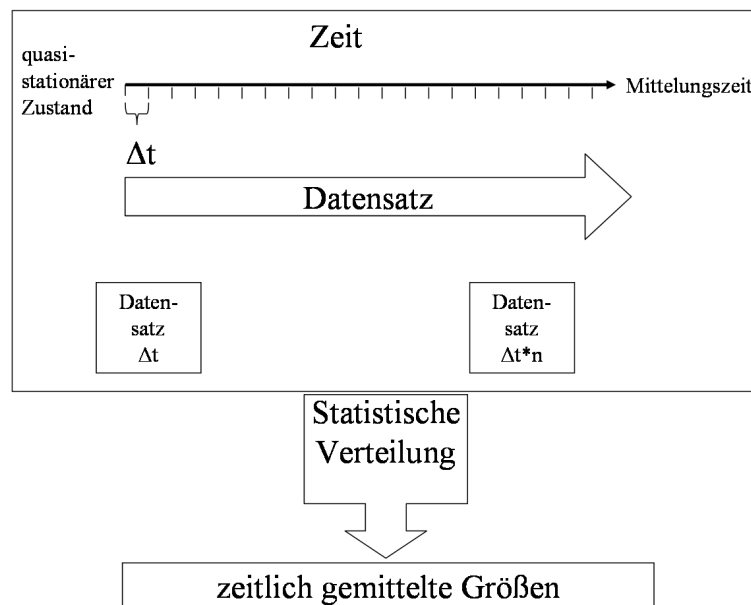 Zeit
quasi-
stationärer
Zustand
Mittelungszeit
Δt
Datensatz
Daten-
satz
Δt
Daten-
satz
Δt*n
Statistische
Verteilung
zeitlich gemittelte Größen